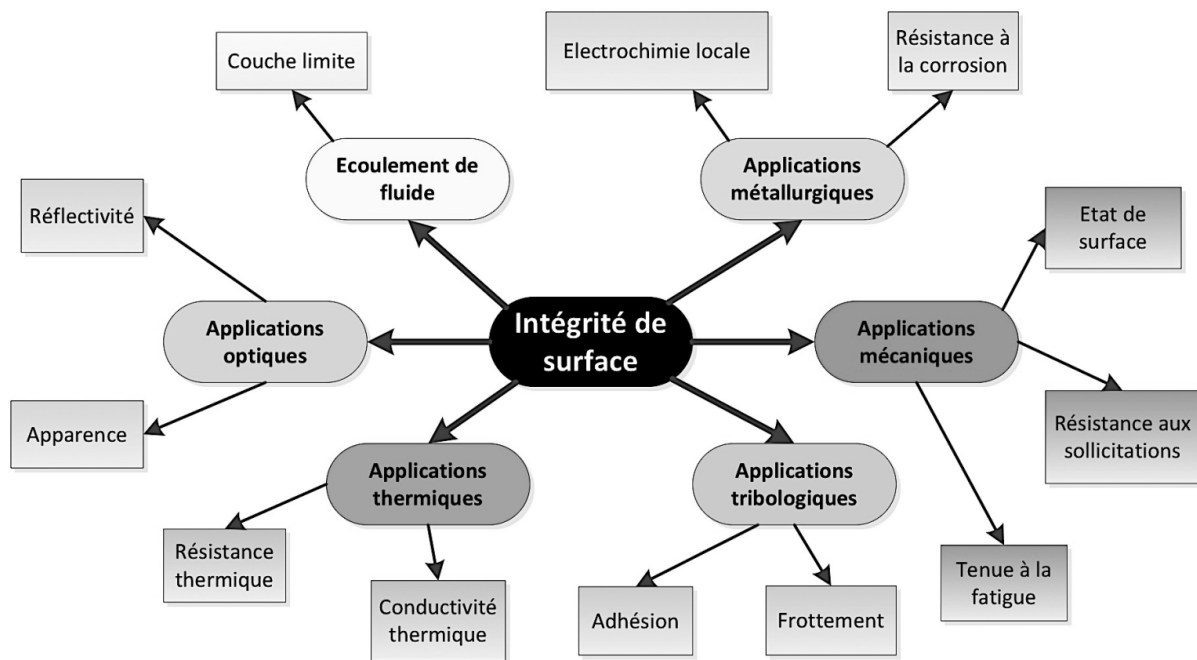 Couche limite
Electrochimie locale
Résistance à
la corrosion
Ecoulement de
fluide
Applications
métallurgiques
Réflectivité
Etat de
surface
Applications
optiques
Intégrité de
surface
Applications
mécaniques
Apparence
Résistance aux
sollicitations
Applications
thermiques
Applications
tribologiques
Résistance
thermique
Conductivité
thermique
Adhésion
Frottement
Tenue à la
fatigue